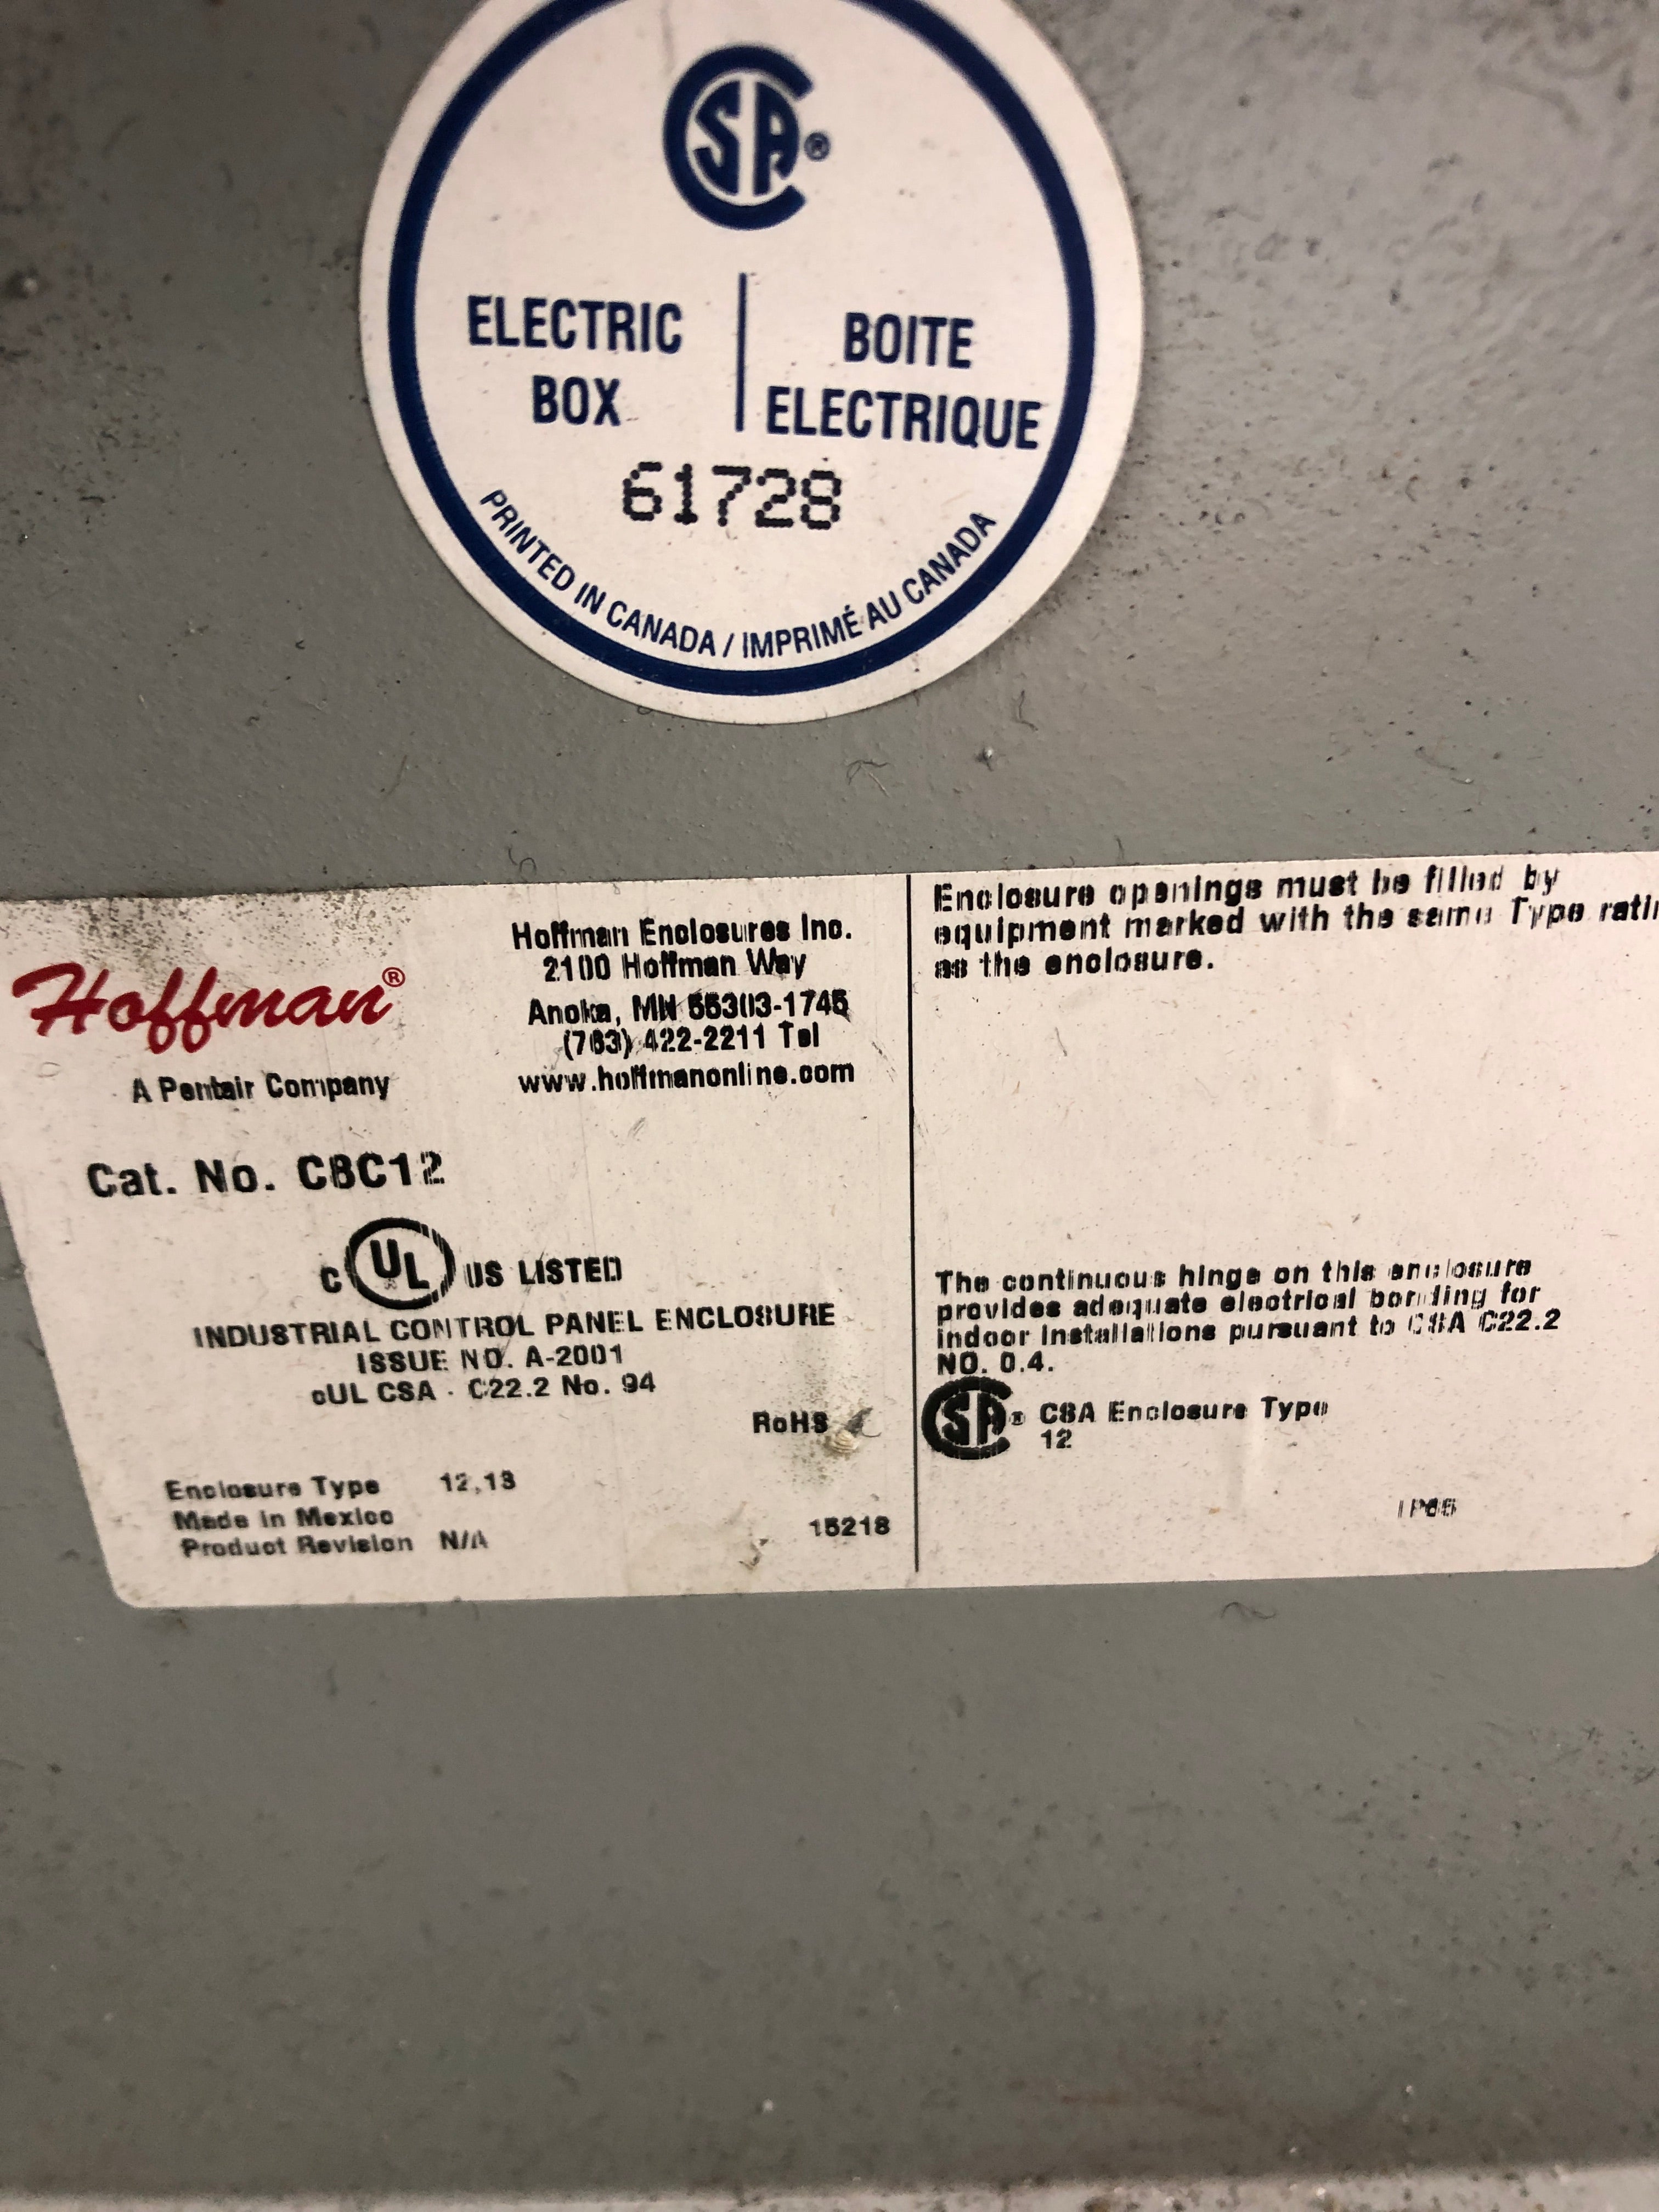 CSA®
ELECTRIC
BOX
BOITE
ELECTRIQUE
61728
PRINTED IN CANADA / IMPRIMÉ AU CANADA
Hoffman®
A Pentair Company
Hoffman Enclosures Inc.
2100 Hoffman Way
Anoka, MN 55303-1745
(763) 422-2211 Tel
www.hoffmanonline.com
Cat. No. C8C12
C UL US LISTED
INDUSTRIAL CONTROL PANEL ENCLOSURE
ISSUE NO. A-2001
cUL CSA - C22.2 No. 94
RoHS
Enclosure Type 12,13
Made in Mexico
Product Revision N/A
15218
Enclosure openings must be filled by
equipment marked with the same Type ratin
as the enclosure.
The continuous hinge on this enclosure
provides adequate electrical bonding for
indoor installations pursuant to CSA C22.2
NO. 0.4.
CSA® CSA Enclosure Type
12